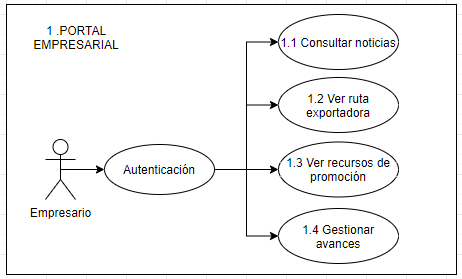 1 .PORTAL
EMPRESARIAL
1.1 Consultar noticias
1.2 Ver ruta
exportadora
Autenticación
1.3 Ver recursos de
promoción
Empresario
1.4 Gestionar
avances